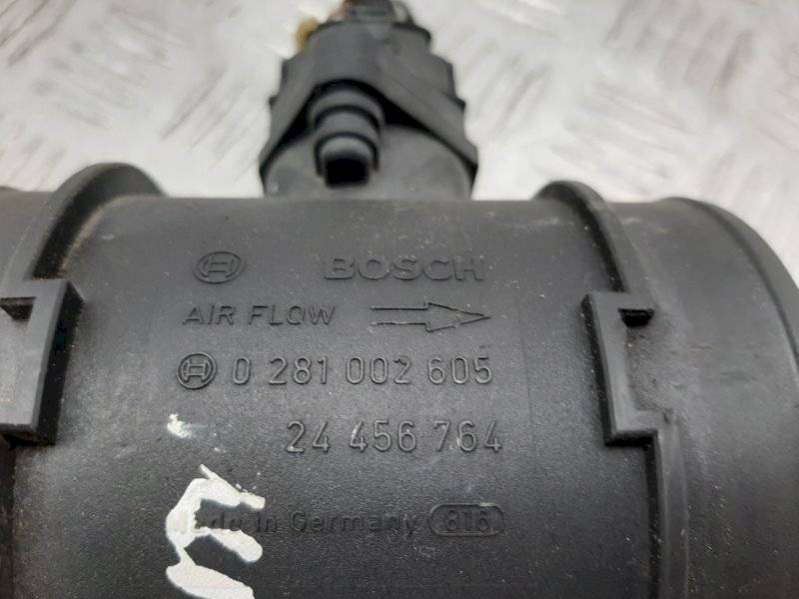 BOSCH
AIR FLOW
0 281 002 605
24 456 764
Made in Germany 816